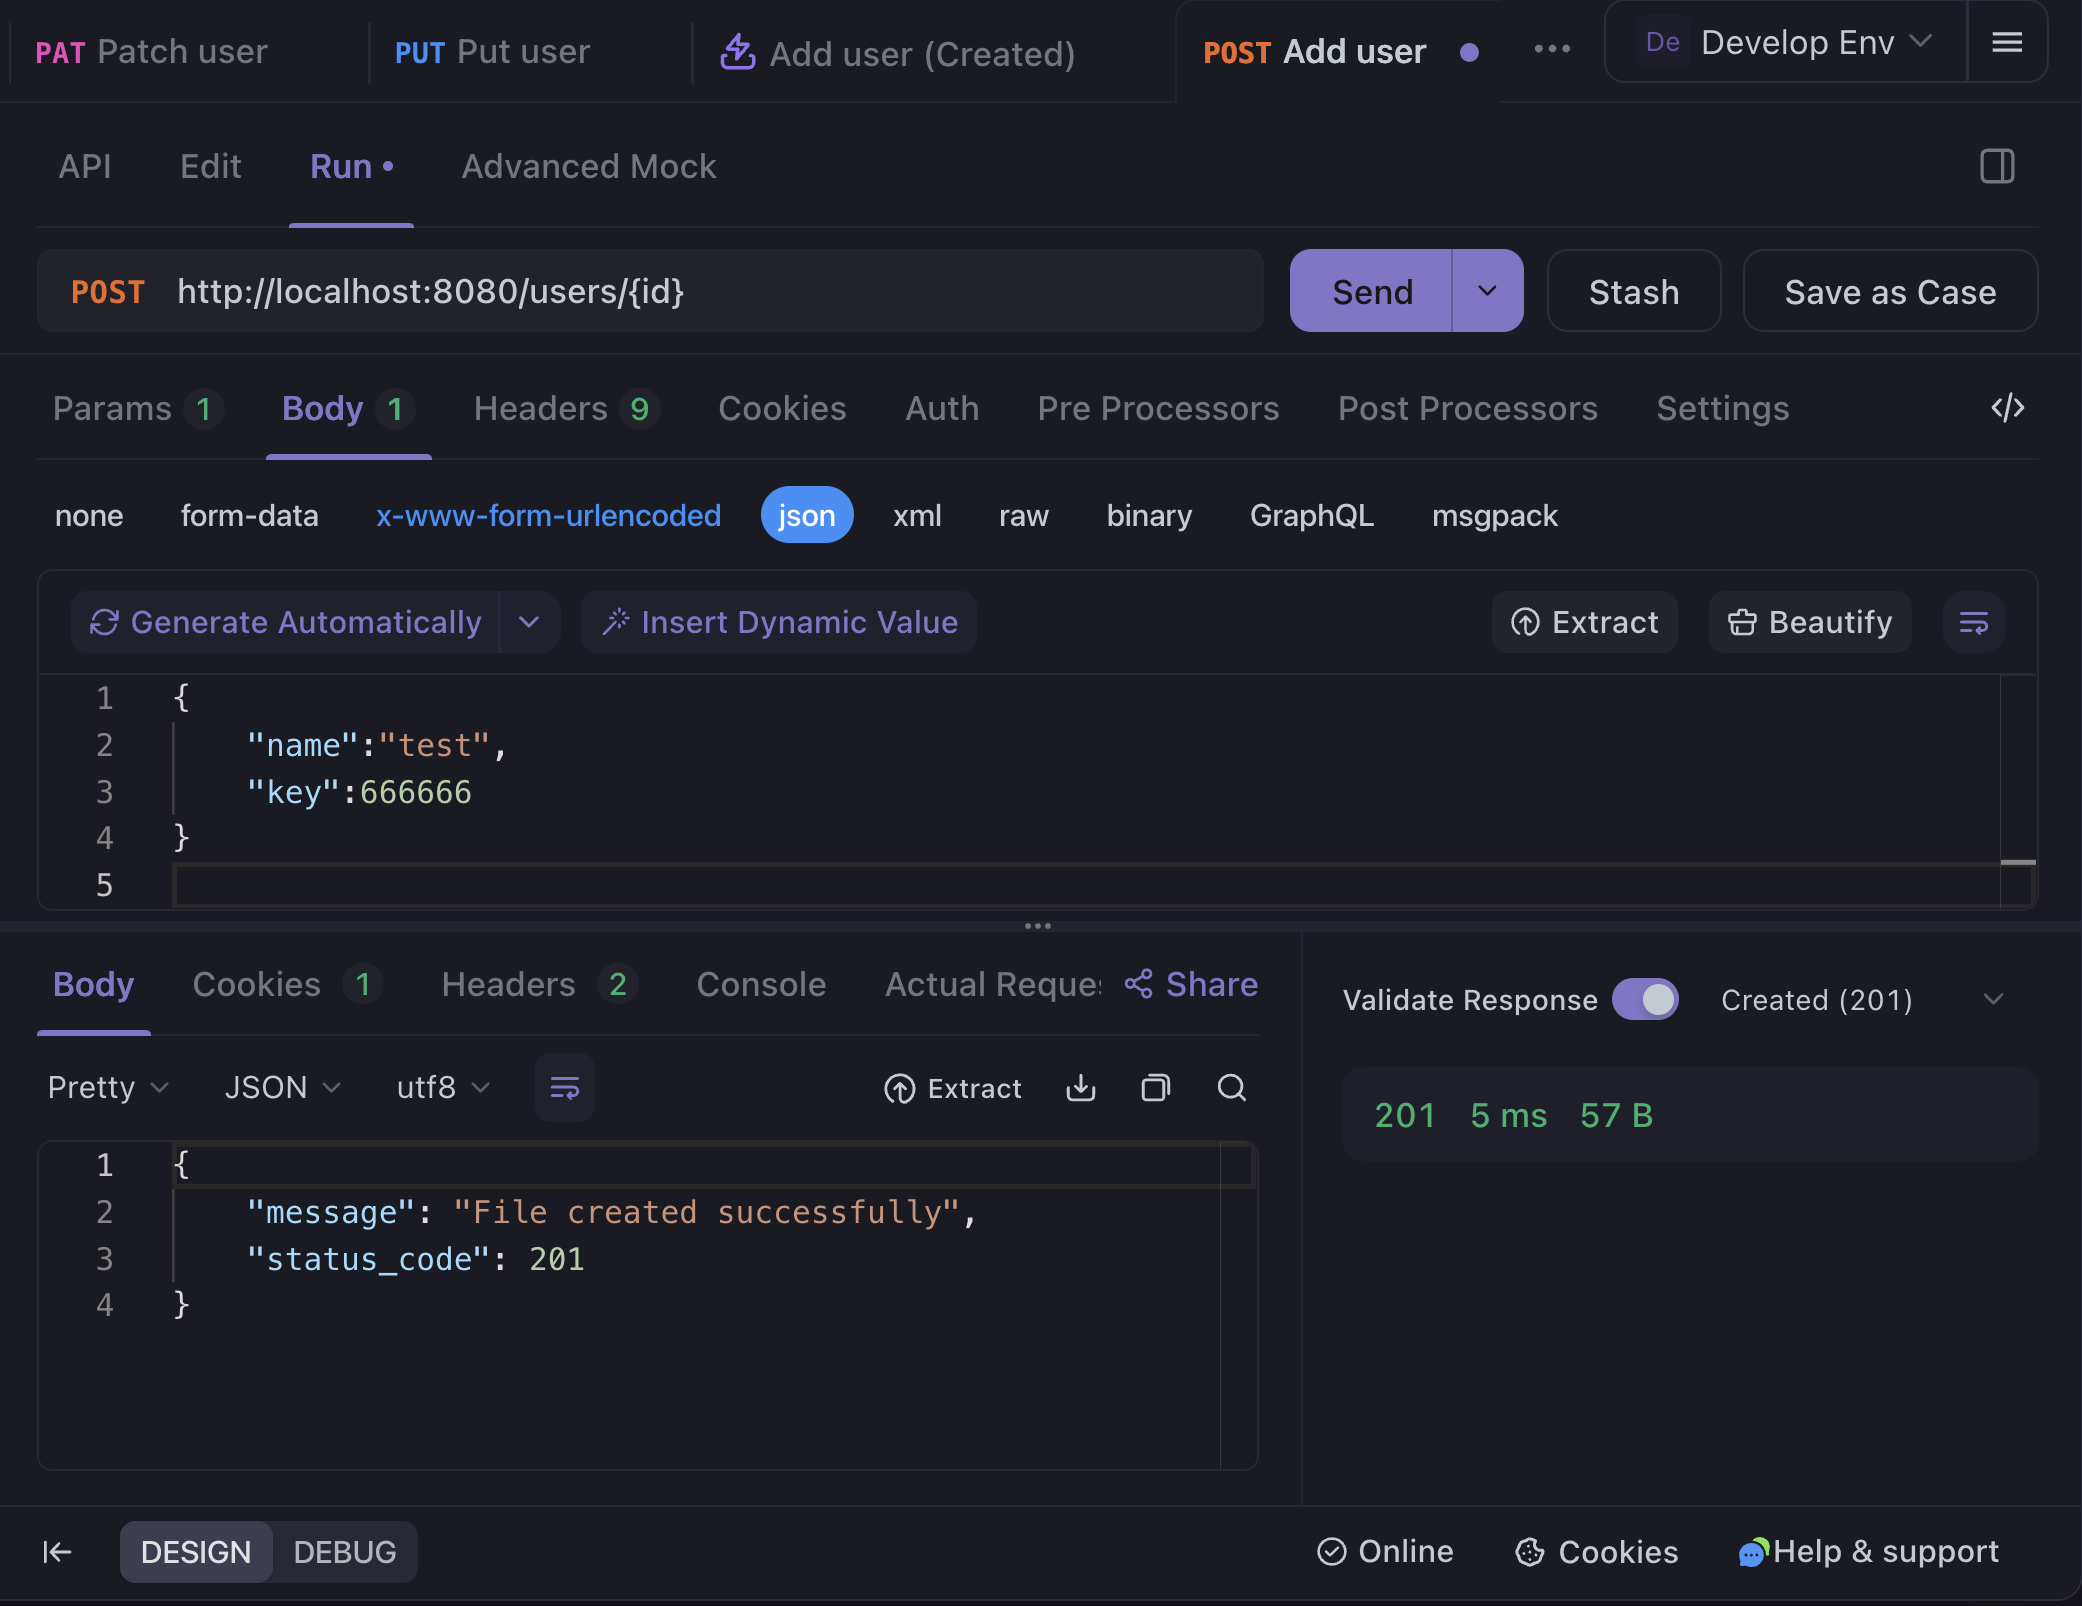 PAT Patch user PUT Put user Add user (Created) POST Add user De Develop Env
API Edit Run Advanced Mock
POST http://localhost:8080/users/{id} Send Stash Save as Case
Params 1 Body 1 Headers 9 Cookies Auth Pre Processors Post Processors Settings
none form-data x-www-form-urlencoded json xml raw binary GraphQL msgpack
Generate Automatically Insert Dynamic Value Extract Beautify
1 {
2 "name":"test",
3 "key":666666
4 }
5
Body Cookies 1 Headers 2 Console Actual Reques Share
Validate Response Created (201)
Pretty JSON utf8 Extract
201 5 ms 57 B
1 {
2 "message": "File created successfully",
3 "status_code": 201
4 }
DESIGN DEBUG Online Cookies Help & support